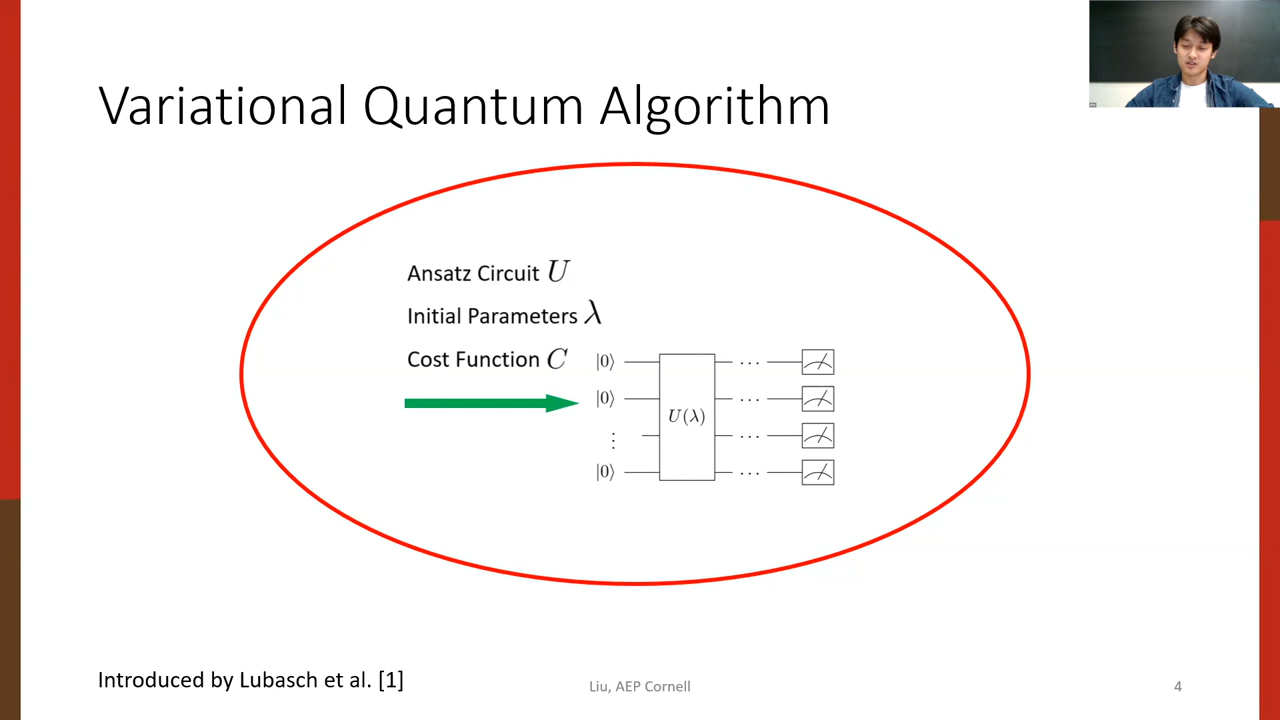 Variational Quantum Algorithm
Ansatz Circuit U
Initial Parameters λ
Cost Function C
|0⟩
|0⟩
⋮
|0⟩
U(λ)
···
···
···
···
Introduced by Lubasch et al. [1]
Liu, AEP Cornell
4